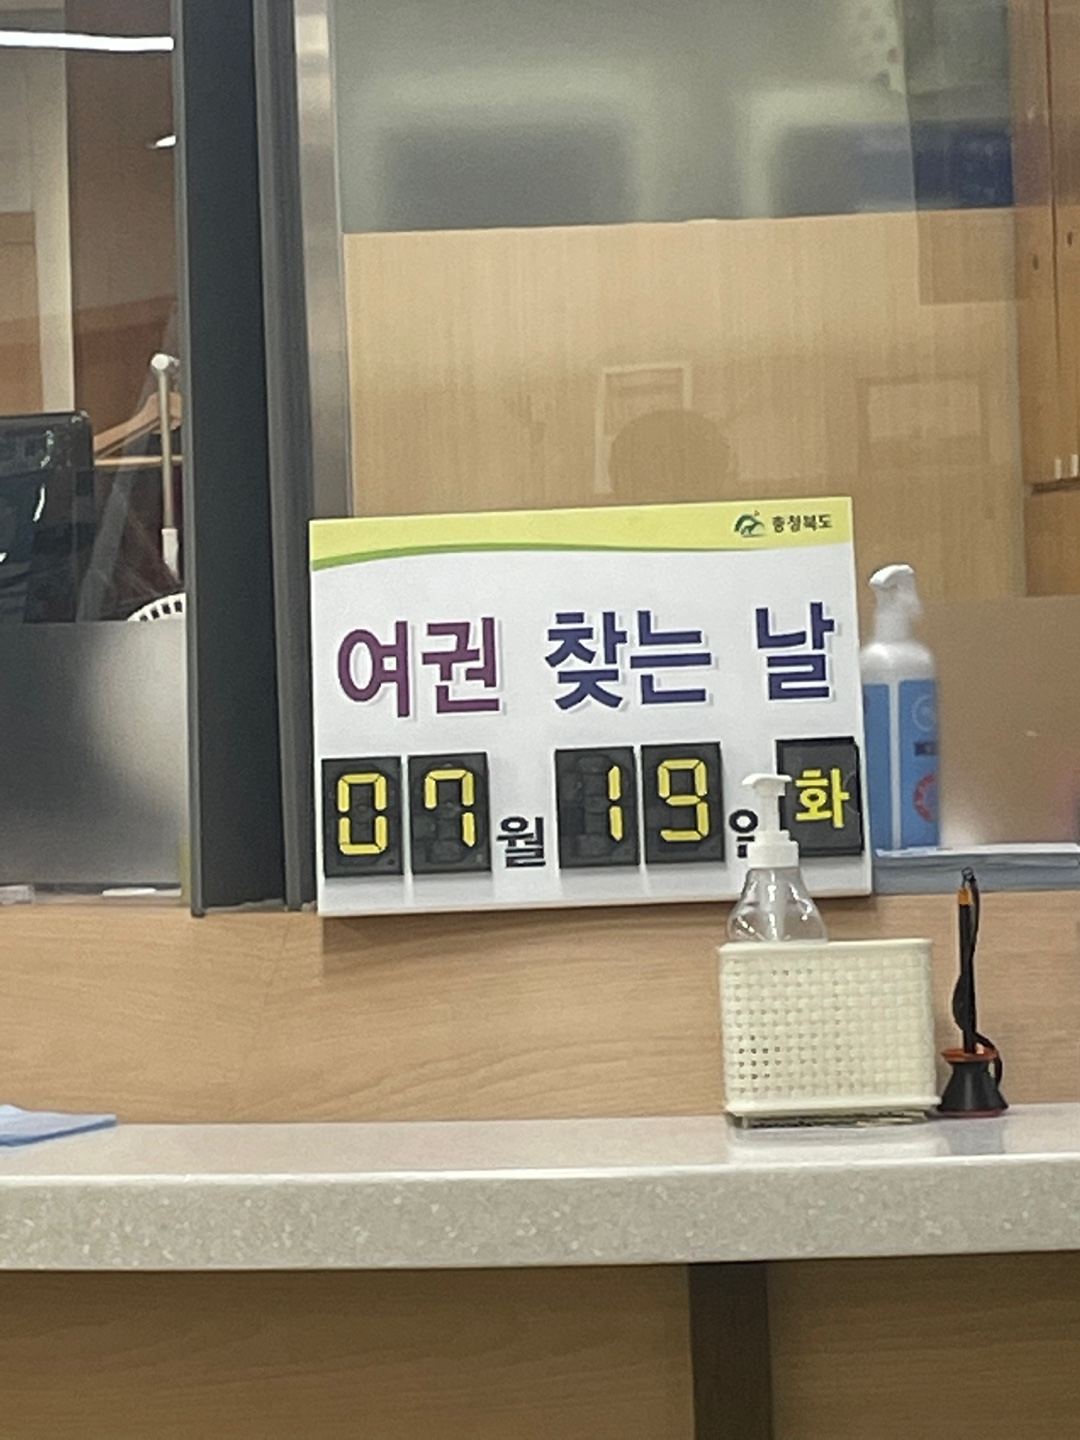 충청북도
여권 찾는 날
07월 19일 화